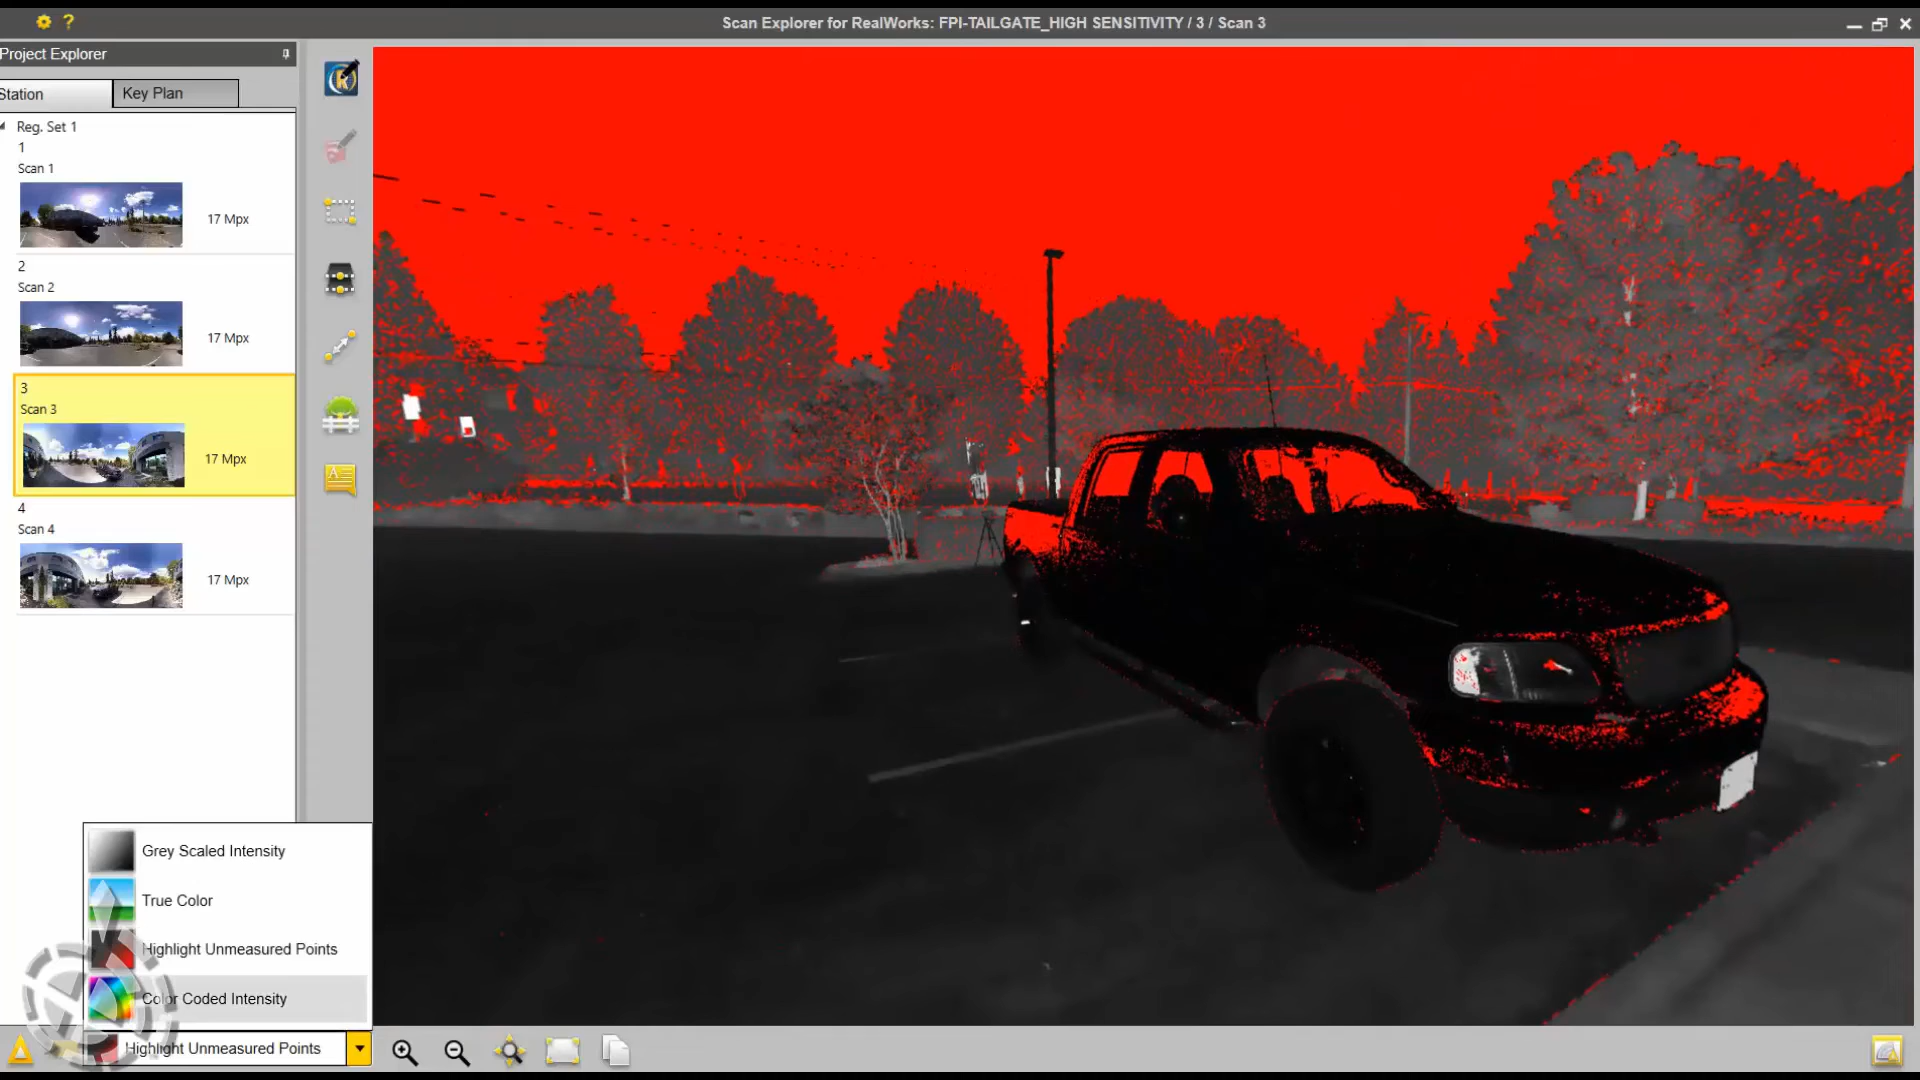 Scan Explorer for RealWorks: FPI-TAILGATE_HIGH SENSITIVITY / 3 / Scan 3
Project Explorer
Station
Key Plan
Reg. Set 1
1
Scan 1
17 Mpx
2
Scan 2
17 Mpx
3
Scan 3
17 Mpx
4
Scan 4
17 Mpx
Grey Scaled Intensity
True Color
Highlight Unmeasured Points
Color Coded Intensity
Highlight Unmeasured Points